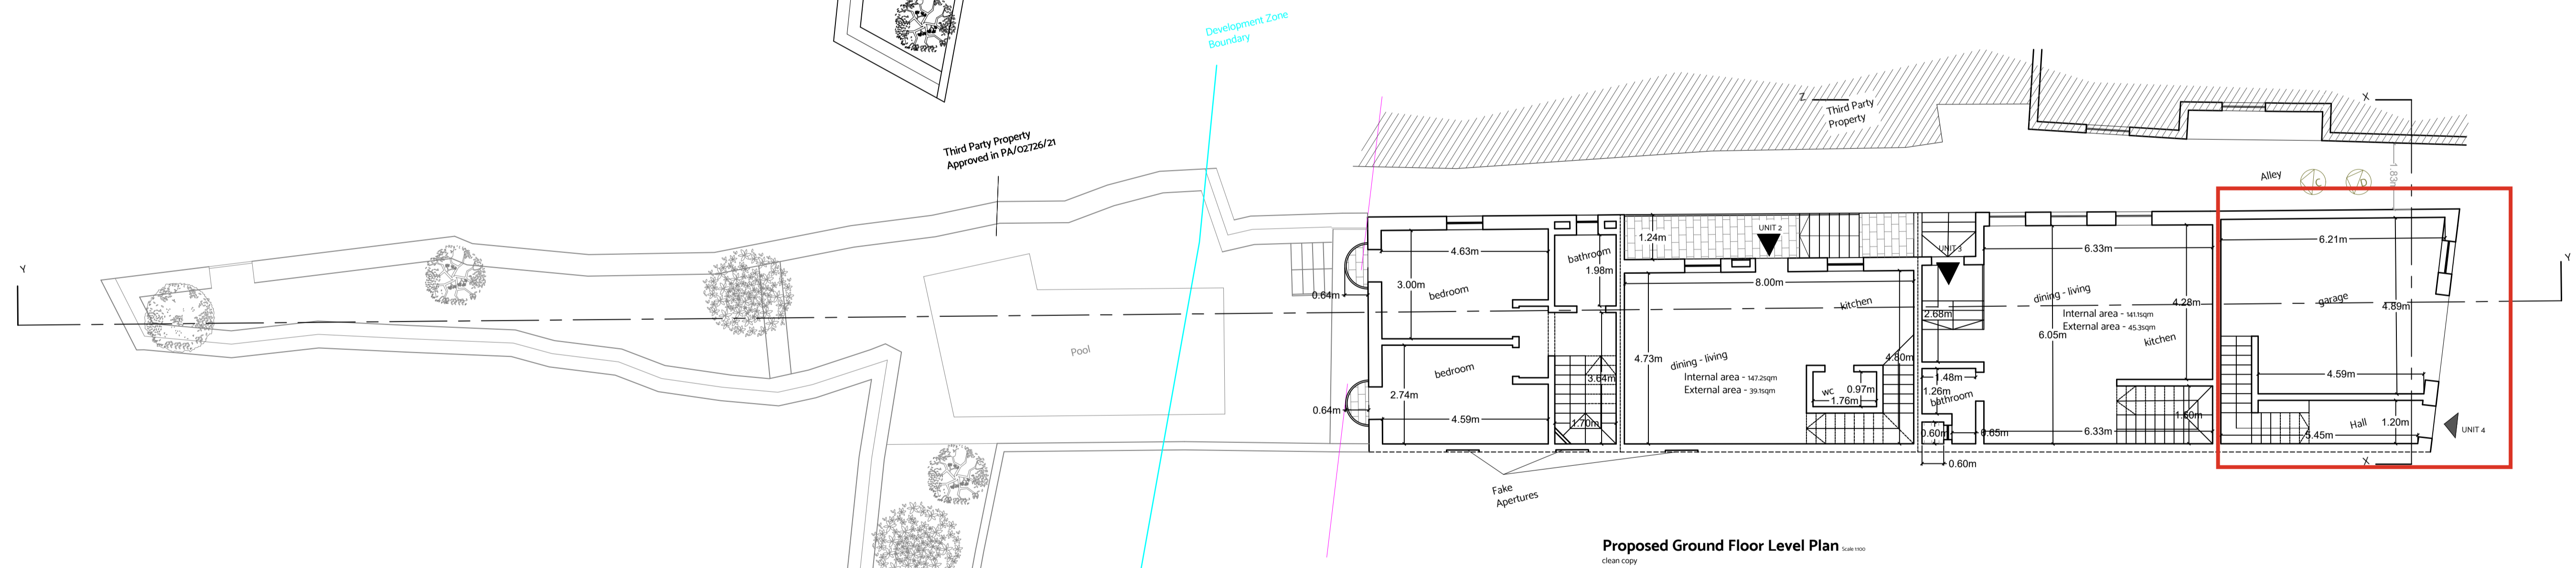 Development Zone
Boundary
Z
Third Party
Property
X
Third Party Property
Approved in PA/02726/21
1.83m
Alley
C
D
Y
Y
1.24m
UNIT 2
UNIT 3
6.33m
6.21m
4.63m
bathroom
1.98m
3.00m
bedroom
0.64m
8.00m
kitchen
dining - living
4.28m
garage
4.89m
2.68m
Internal area - 141.1sqm
External area - 45.3sqm
6.05m
kitchen
Pool
4.73m
dining - living
4.80m
bedroom
Internal area - 147.2sqm
External area - 39.1sqm
3.64m
1.48m
4.59m
2.74m
wc
0.97m
1.76m
1.26m
bathroom
0.64m
4.59m
1.70m
Hall
1.20m
0.60m
0.65m
6.33m
5.45m
UNIT 4
X
0.60m
Fake
Apertures
Proposed Ground Floor Level Plan Scale 1:100
clean copy